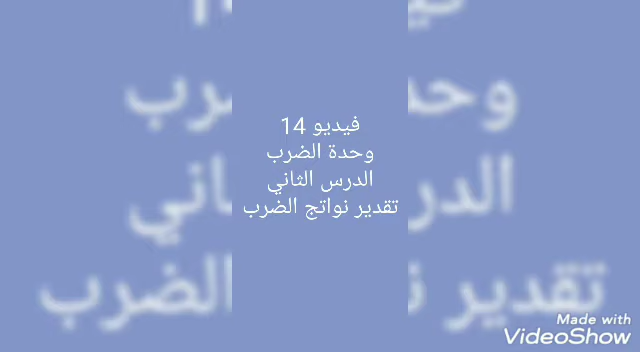 فيديو 14
وحدة الضرب
الدرس الثاني
تقدير نواتج الضرب
Made with
VideoShow